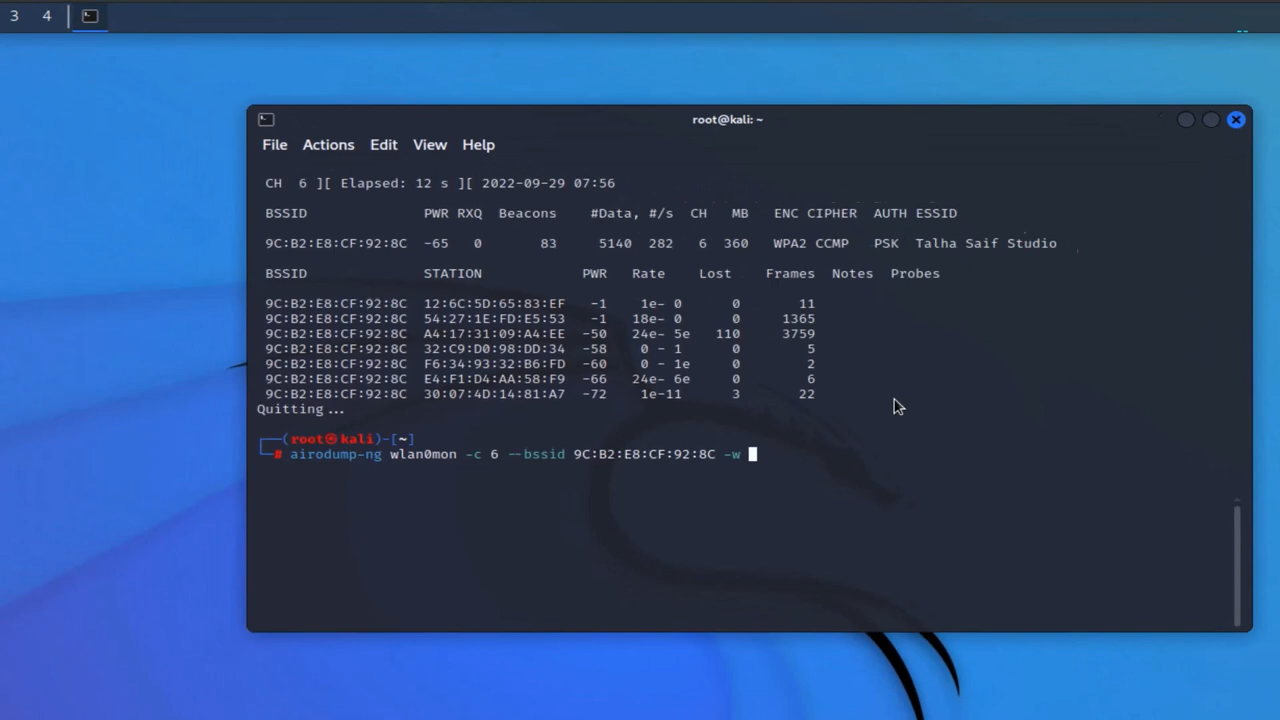 3 4
root@kali: ~
File Actions Edit View Help
CH 6 ][ Elapsed: 12 s ][ 2022-09-29 07:56
BSSID PWR RXQ Beacons #Data, #/s CH MB ENC CIPHER AUTH ESSID
9C:B2:E8:CF:92:8C -65 0 83 5140 282 6 360 WPA2 CCMP PSK Talha Saif Studio
BSSID STATION PWR Rate Lost Frames Notes Probes
9C:B2:E8:CF:92:8C 12:6C:5D:65:83:EF -1 1e- 0 0 11
9C:B2:E8:CF:92:8C 54:27:1E:FD:E5:53 -1 18e- 0 0 1365
9C:B2:E8:CF:92:8C A4:17:31:09:A4:EE -50 24e- 5e 110 3759
9C:B2:E8:CF:92:8C 32:C9:D0:98:DD:34 -58 0 - 1 0 5
9C:B2:E8:CF:92:8C F6:34:93:32:B6:FD -60 0 - 1e 0 2
9C:B2:E8:CF:92:8C E4:F1:D4:AA:58:F9 -66 24e- 6e 0 6
9C:B2:E8:CF:92:8C 30:07:4D:14:81:A7 -72 1e-11 3 22
Quitting...
┌──(root㉿kali)-[~]
└─# airodump-ng wlan0mon -c 6 --bssid 9C:B2:E8:CF:92:8C -w